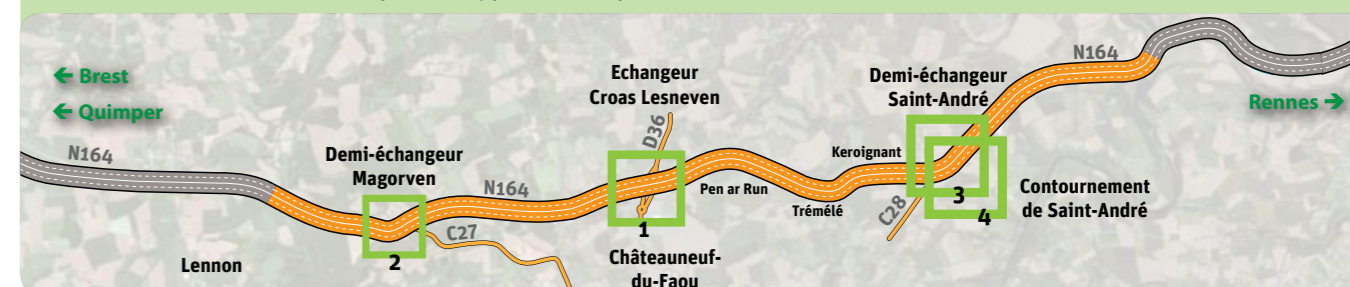 ← Brest
← Quimper
N164
Lennon
Demi-échangeur
Magorven
2
C27
N164
Echangeur
Croas Lesneven
D36
1
Châteauneuf-
du-Faou
Pen ar Run
Trémélé
Keroignant
Demi-échangeur
Saint-André
C28
3
4
Contournement
de Saint-André
N164
Rennes →